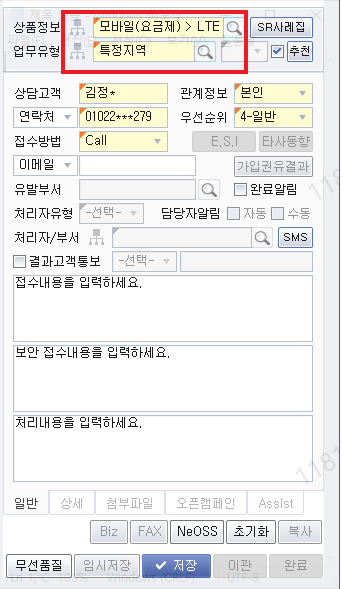 상품정보 모바일(요금제) > LTE SR사례집
업무유형 특정지역 추천
상담고객 김정* 관계정보 본인
연락처 01022***279 우선순위 4-일반
접수방법 Call E.S.I 타사동향
이메일 가입권유결과
유발부서 완료알림
처리자유형 -선택- 담당자알림 자동 수동
처리자/부서 SMS
결과고객통보 -선택-
접수내용을 입력하세요.
보안 접수내용을 입력하세요.
처리내용을 입력하세요.
일반 상세 첨부파일 오픈캠페인 Assist
Biz FAX NeOSS 초기화 복사
무선품질 임시저장 저장 이관 완료
100% Windows (CRLF) UTF-8